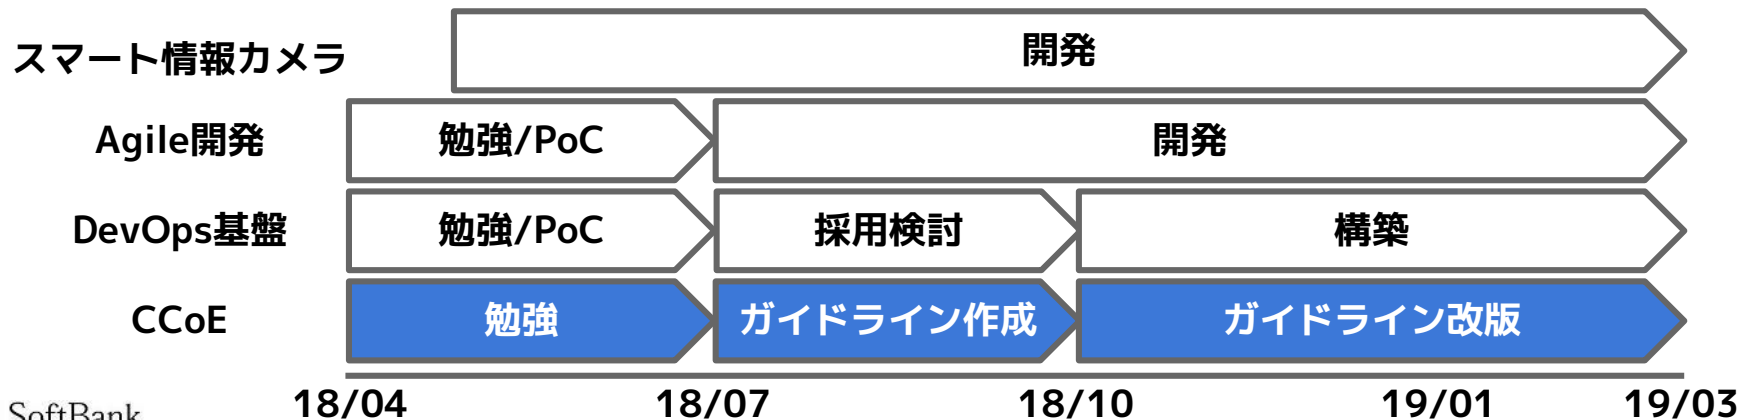 スマート情報カメラ 開発
Agile開発 勉強/PoC 開発
DevOps基盤 勉強/PoC 採用検討 構築
CCoE 勉強 ガイドライン作成 ガイドライン改版
18/04 18/07 18/10 19/01 19/03
SoftBank